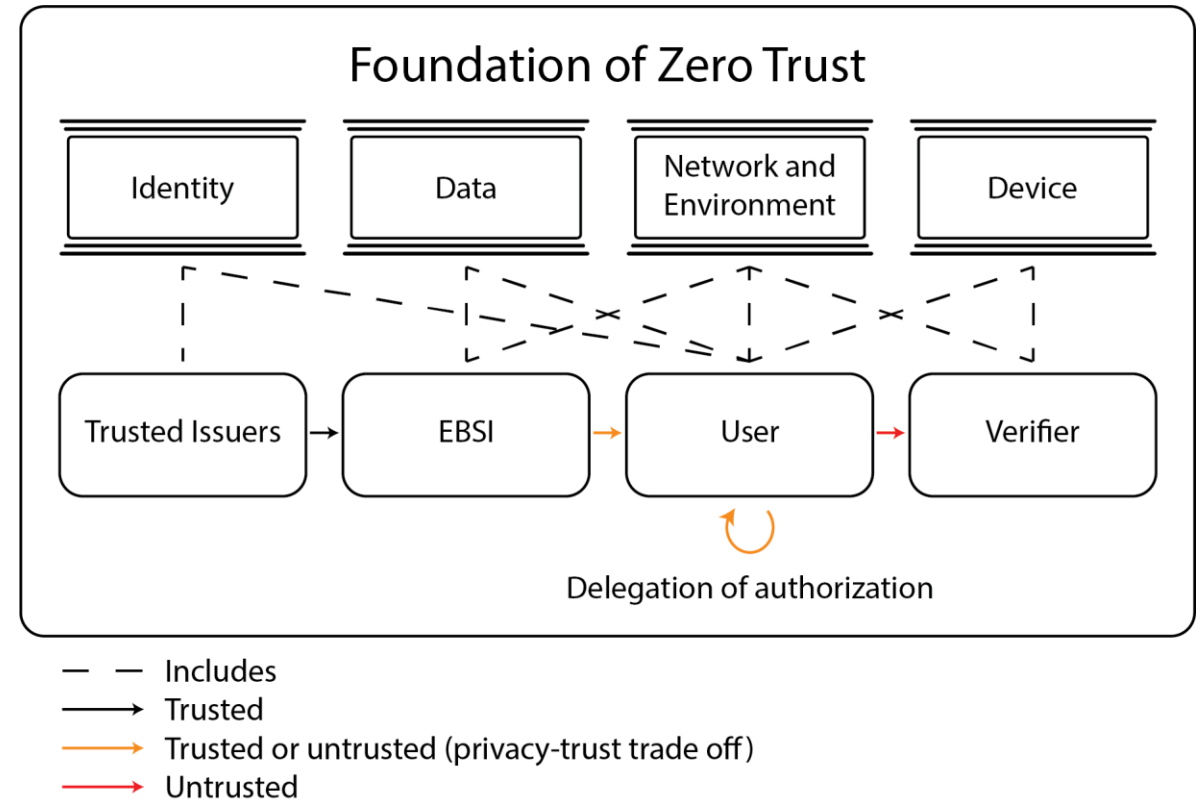 Foundation of Zero Trust
Identity
Data
Network and
Environment
Device
Trusted Issuers
EBSI
User
Verifier
Delegation of authorization
Includes
Trusted
Trusted or untrusted (privacy-trust trade off)
Untrusted